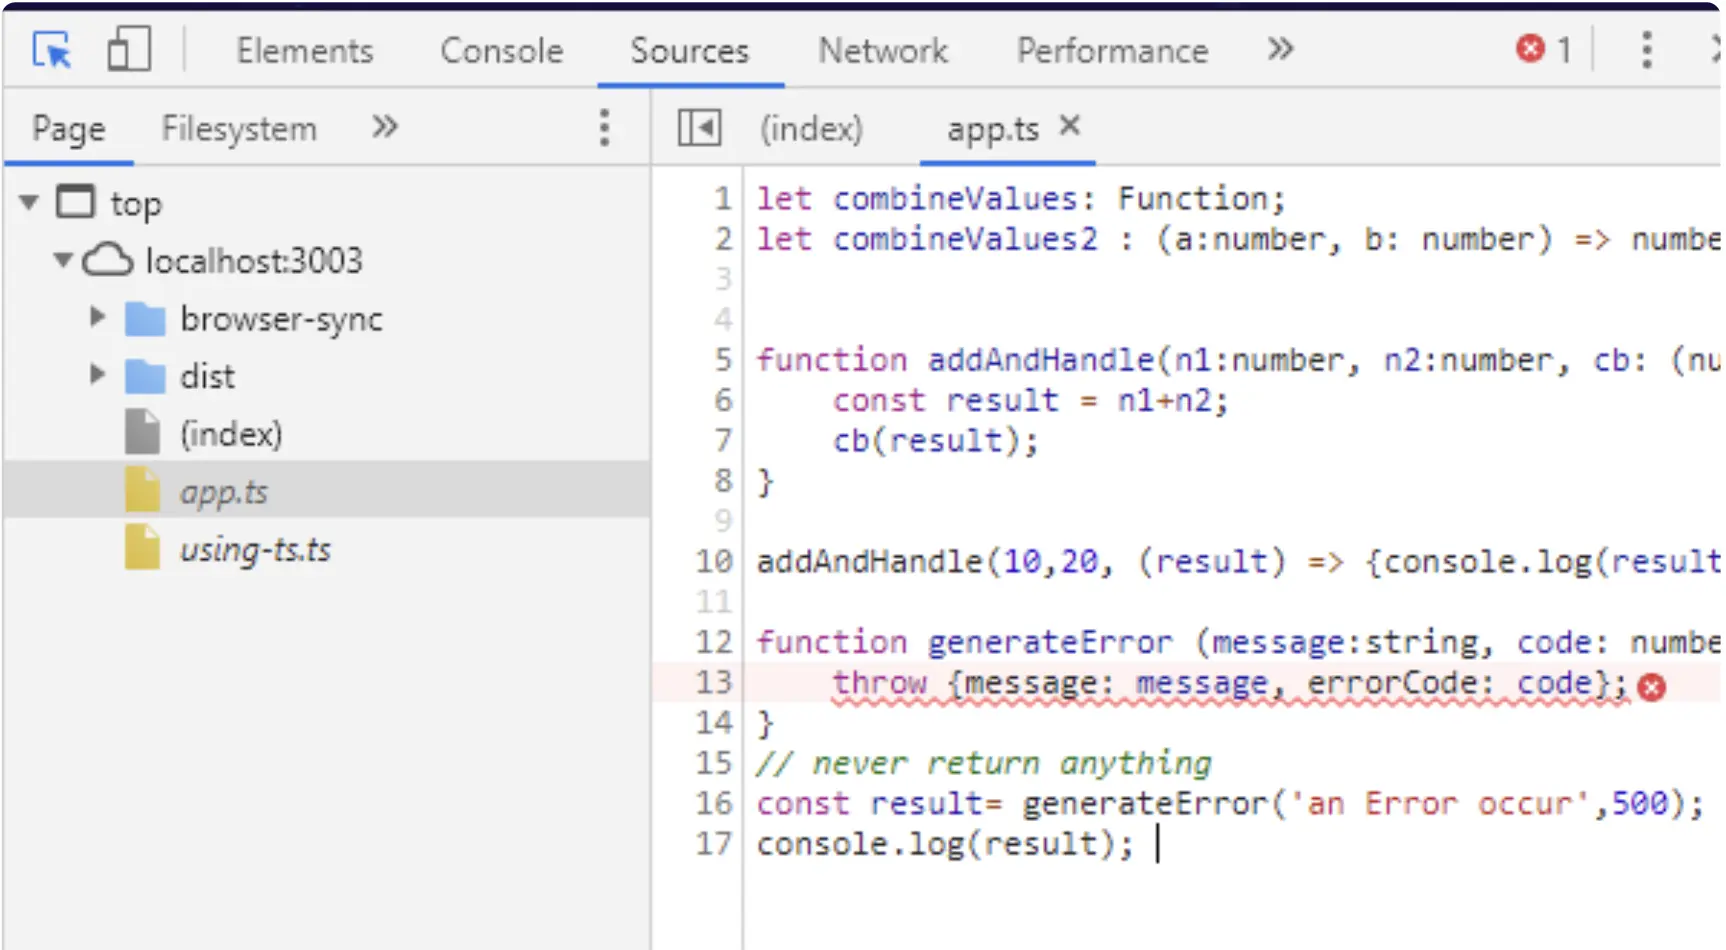 Elements Console Sources Network Performance » 1
Page Filesystem » (index) app.ts ×
top
localhost:3003
browser-sync
dist
(index)
app.ts
using-ts.ts
1 let combineValues: Function;
2 let combineValues2 : (a:number, b: number) => numbe
3
4
5 function addAndHandle(n1:number, n2:number, cb: (nu
6 const result = n1+n2;
7 cb(result);
8 }
9
10 addAndHandle(10,20, (result) => {console.log(result
11
12 function generateError (message:string, code: numbe
13 throw {message: message, errorCode: code};
14 }
15 // never return anything
16 const result= generateError('an Error occur',500);
17 console.log(result);